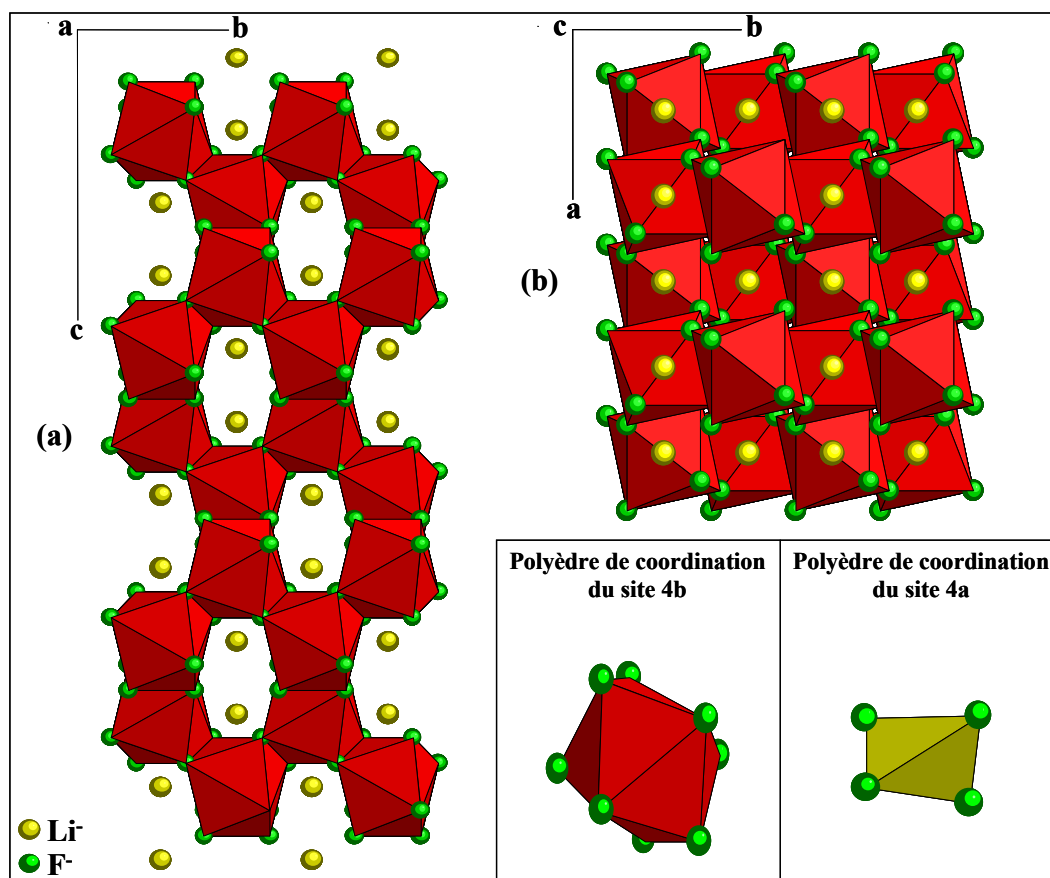 a
b
c
(a)
c
b
a
(b)
Polyèdre de coordination
du site 4b
Polyèdre de coordination
du site 4a
Li⁻
F⁻